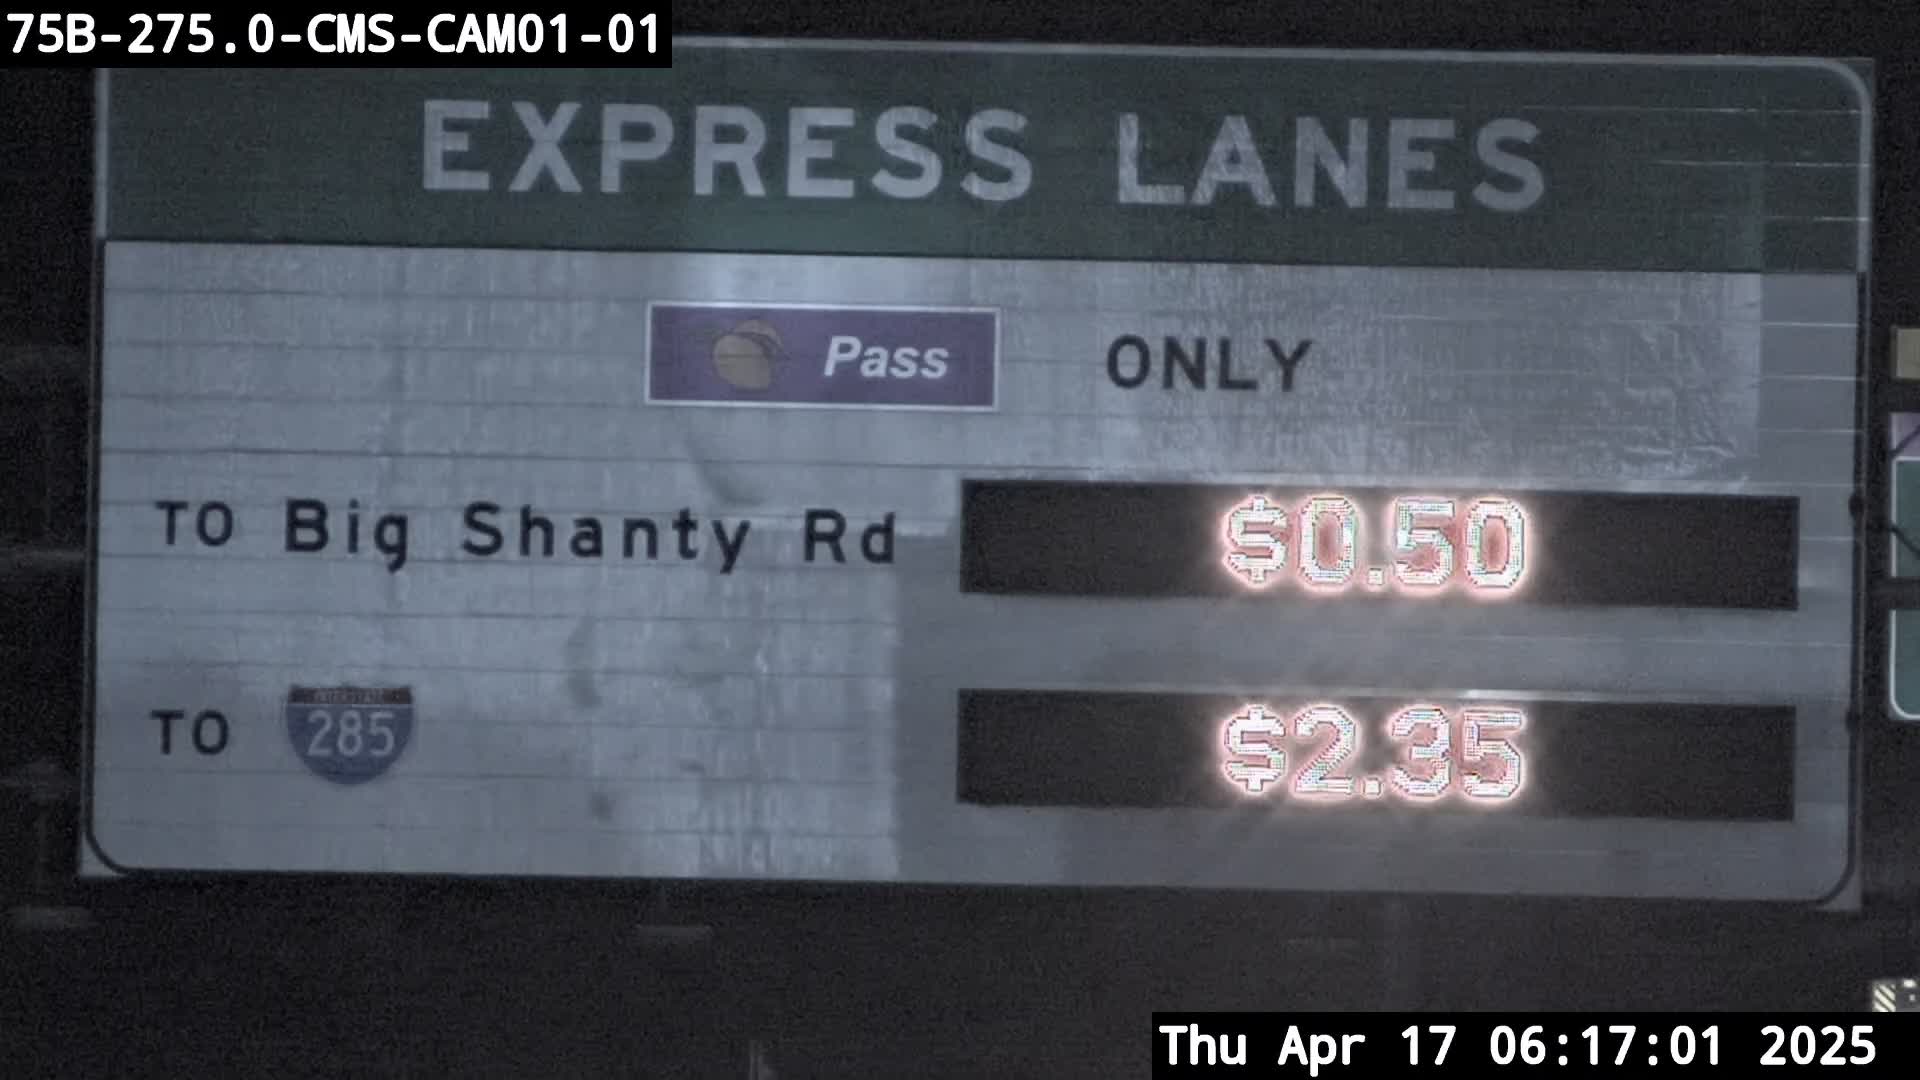 75B-275.0-CMS-CAM01-01
EXPRESS LANES
Pass ONLY
TO Big Shanty Rd $0.50
INTERSTATE
TO 285 $2.35
Thu Apr 17 06:17:01 2025